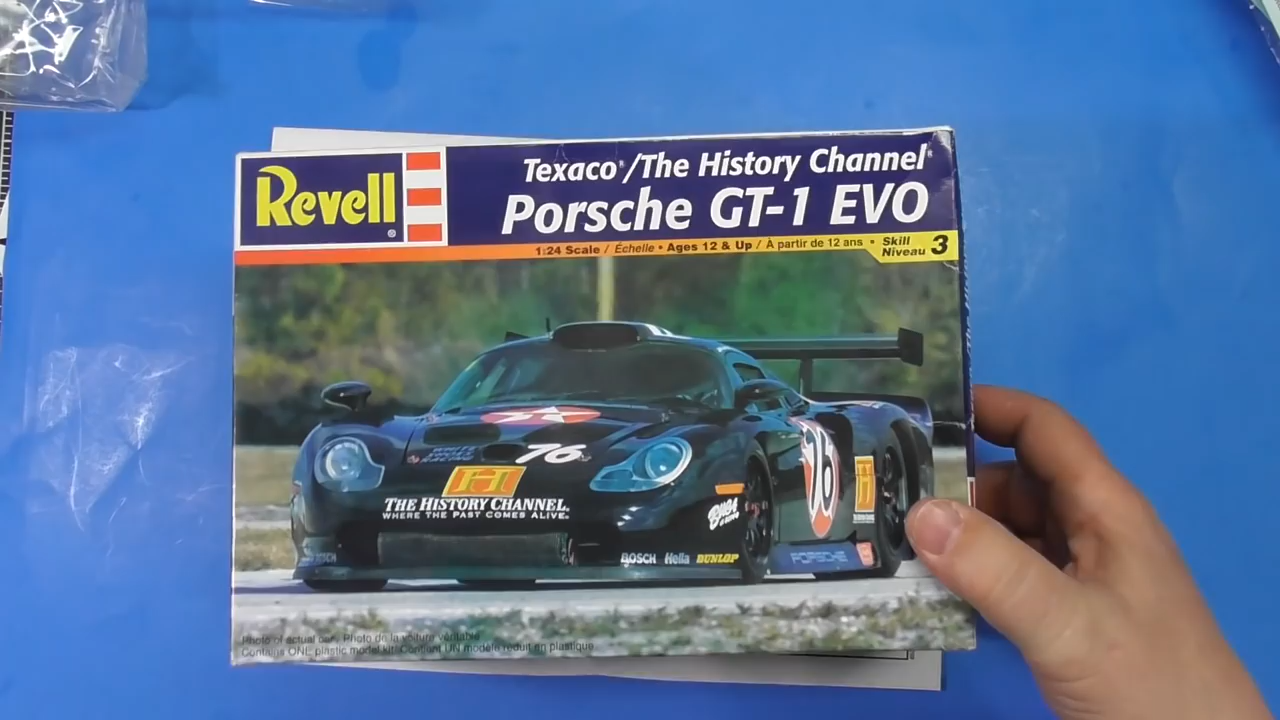 Revell®
Texaco®/The History Channel®
Porsche GT-1 EVO
1:24 Scale / Échelle • Ages 12 & Up / À partir de 12 ans • Skill Niveau 3
76
H
THE HISTORY CHANNEL.
WHERE THE PAST COMES ALIVE.
76
H
BOSCH
BOSCH Hella DUNLOP
PORSCHE
Photo of actual car. Photo de la voiture véritable
Contains ONE plastic model kit. Contient UN modèle réduit en plastique